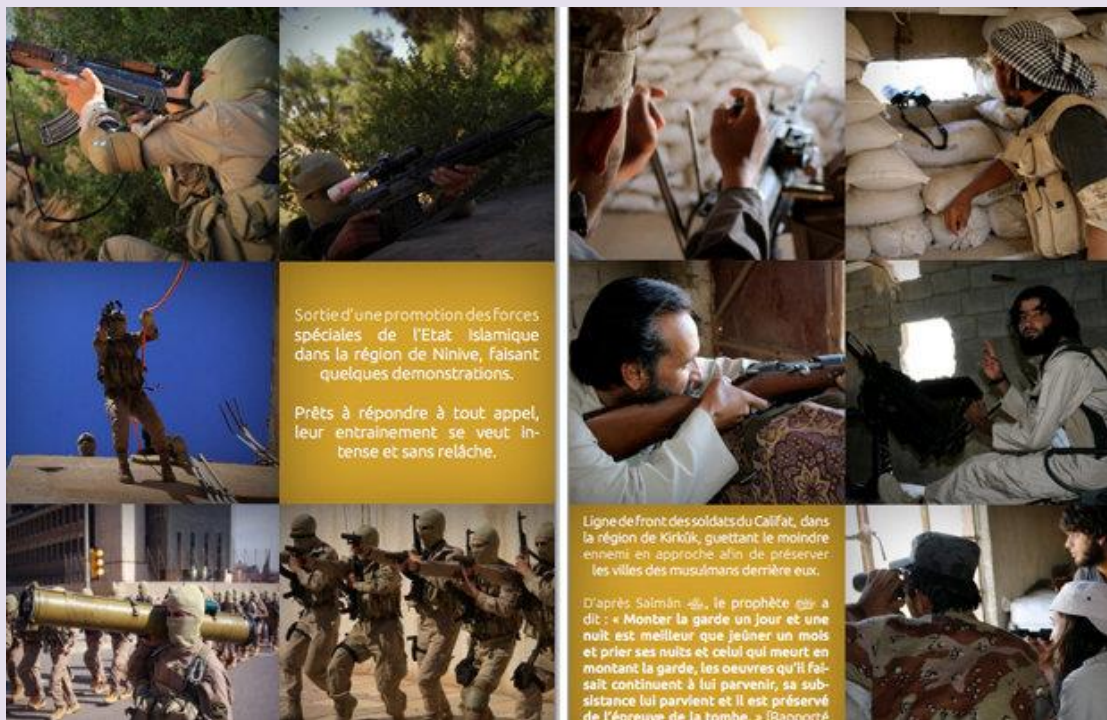 Sortie d'une promotion des forces
spéciales de l'Etat Islamique
dans la région de Ninive, faisant
quelques demonstrations.
Prêts à répondre à tout appel,
leur entrainement se veut in-
tense et sans relâche.
Ligne de front des soldats du Califat, dans
la région de Kirkûk, guettant le moindre
ennemi en approche afin de préserver
les villes des musulmans derrière eux.
D'après Salmân , le prophète a
dit : « Monter la garde un jour et une
nuit est meilleur que jeûner un mois
et prier ses nuits et celui qui meurt en
montant la garde, les oeuvres qu'il fai-
sait continuent à lui parvenir, sa sub-
sistance lui parvient et il est préservé
de l'épreuve de la tombe. » [Rapporté